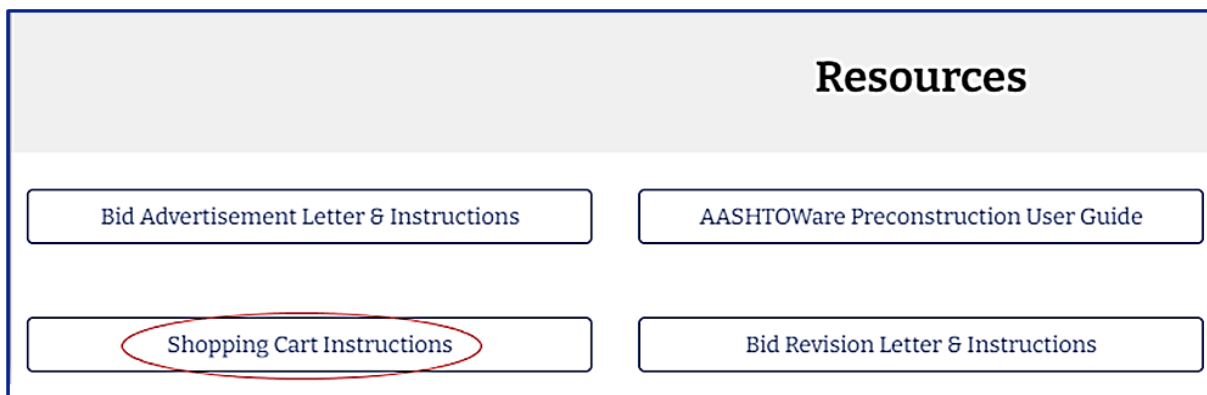 Resources
Bid Advertisement Letter & Instructions
AASHTOWare Preconstruction User Guide
Shopping Cart Instructions
Bid Revision Letter & Instructions